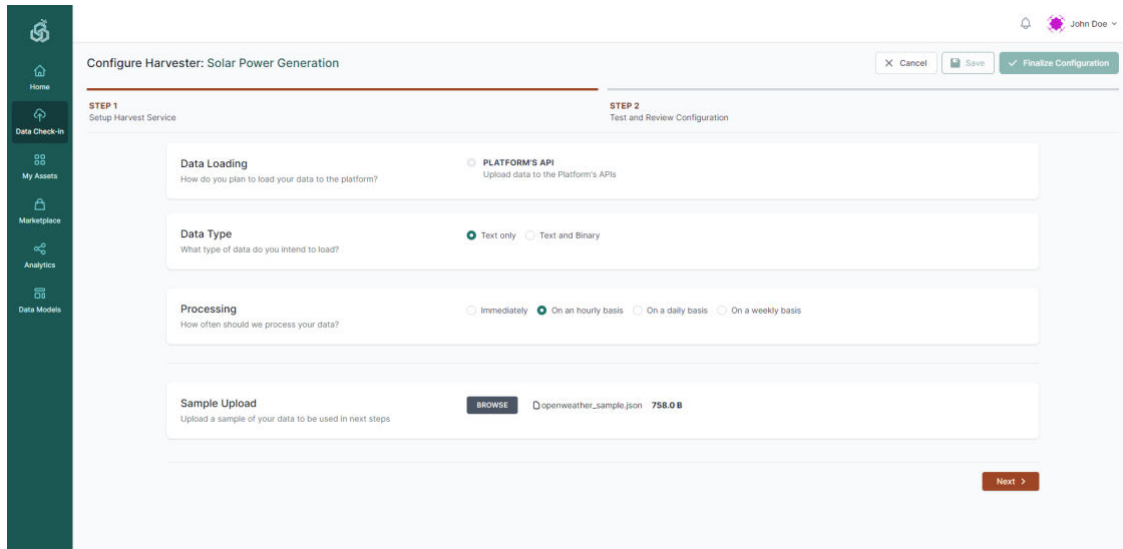 John Doe
Home
Data Check-in
My Assets
Marketplace
Analytics
Data Models
Configure Harvester: Solar Power Generation
Cancel
Save
Finalize Configuration
STEP 1
Setup Harvest Service
STEP 2
Test and Review Configuration
Data Loading
How do you plan to load your data to the platform?
PLATFORM'S API
Upload data to the Platform's APIs
Data Type
What type of data do you intend to load?
Text only Text and Binary
Processing
How often should we process your data?
Immediately On an hourly basis On a daily basis On a weekly basis
Sample Upload
Upload a sample of your data to be used in next steps
BROWSE openweather_sample.json 758.0 B
Next